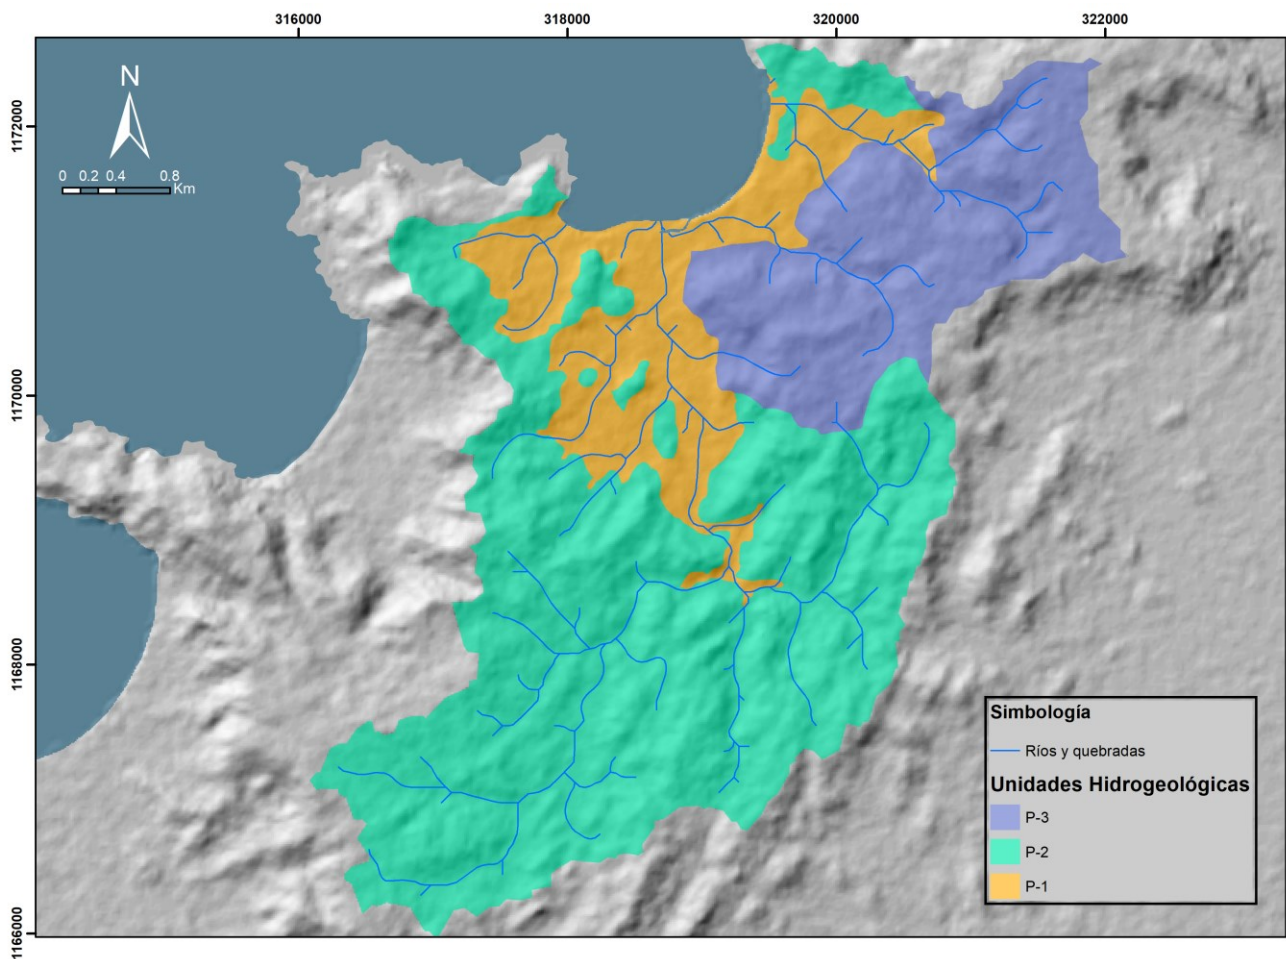 316000 318000 320000 322000
N
0 0.2 0.4 0.8
Km
1172000
1170000
1168000
1166000
Simbología
Ríos y quebradas
Unidades Hidrogeológicas
P-3
P-2
P-1